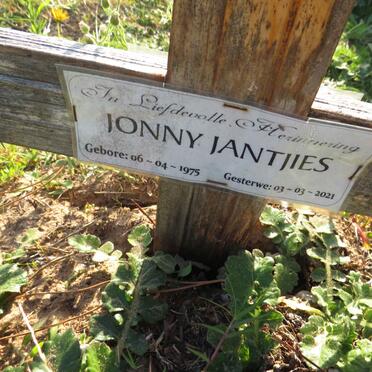 In Liefdevolle Herinnering
JONNY JANTJIES
Gebore: 06 - 04 - 1975 Gesterwe: 03 - 03 - 2021